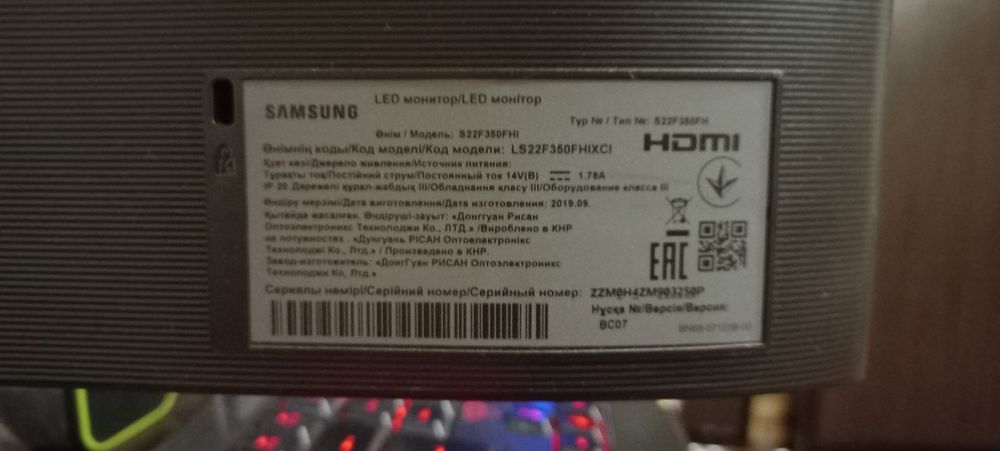 SAMSUNG
LED монитор/LED монітор
Тур № / Тип №: S22F350FH
Өнім / Модель: S22F350FHI
HDMI
Өнімнің коды/Код моделі/Код модели: LS22F350FHIXCI
Қуат көзі/Джерело живлення/Источник питания:
Тұрақты ток/Постійний струм/Постоянный ток 14V(В) 1.78A
IP 20 Дәрежелі құрал-жабдық III/Обладнання класу III/Оборудование класса III
Өндіру мерзімі/Дата виготовлення/Дата изготовления: 2019.09.
Қытайда жасалған. Өндіруші-зауыт: «Донггуан Рисан
Оптоэлектроникс Технолоджи Ко., ЛТД.» /Вироблено в КНР
на потужностях . «Дунгуань РІСАН Оптоелектронікс
Технолоджі Ко., Лтд.» / Произведено в КНР.
Завод-изготовитель: «ДонгГуан РИСАН Оптоэлектроникс
Технолоджи Ко, Лтд.»
EAC
Сериялы нөмірі/Серійний номер/Серийный номер: ZZM0H4ZM903250P
Нұсқа №/Версія/Версия:
BC07